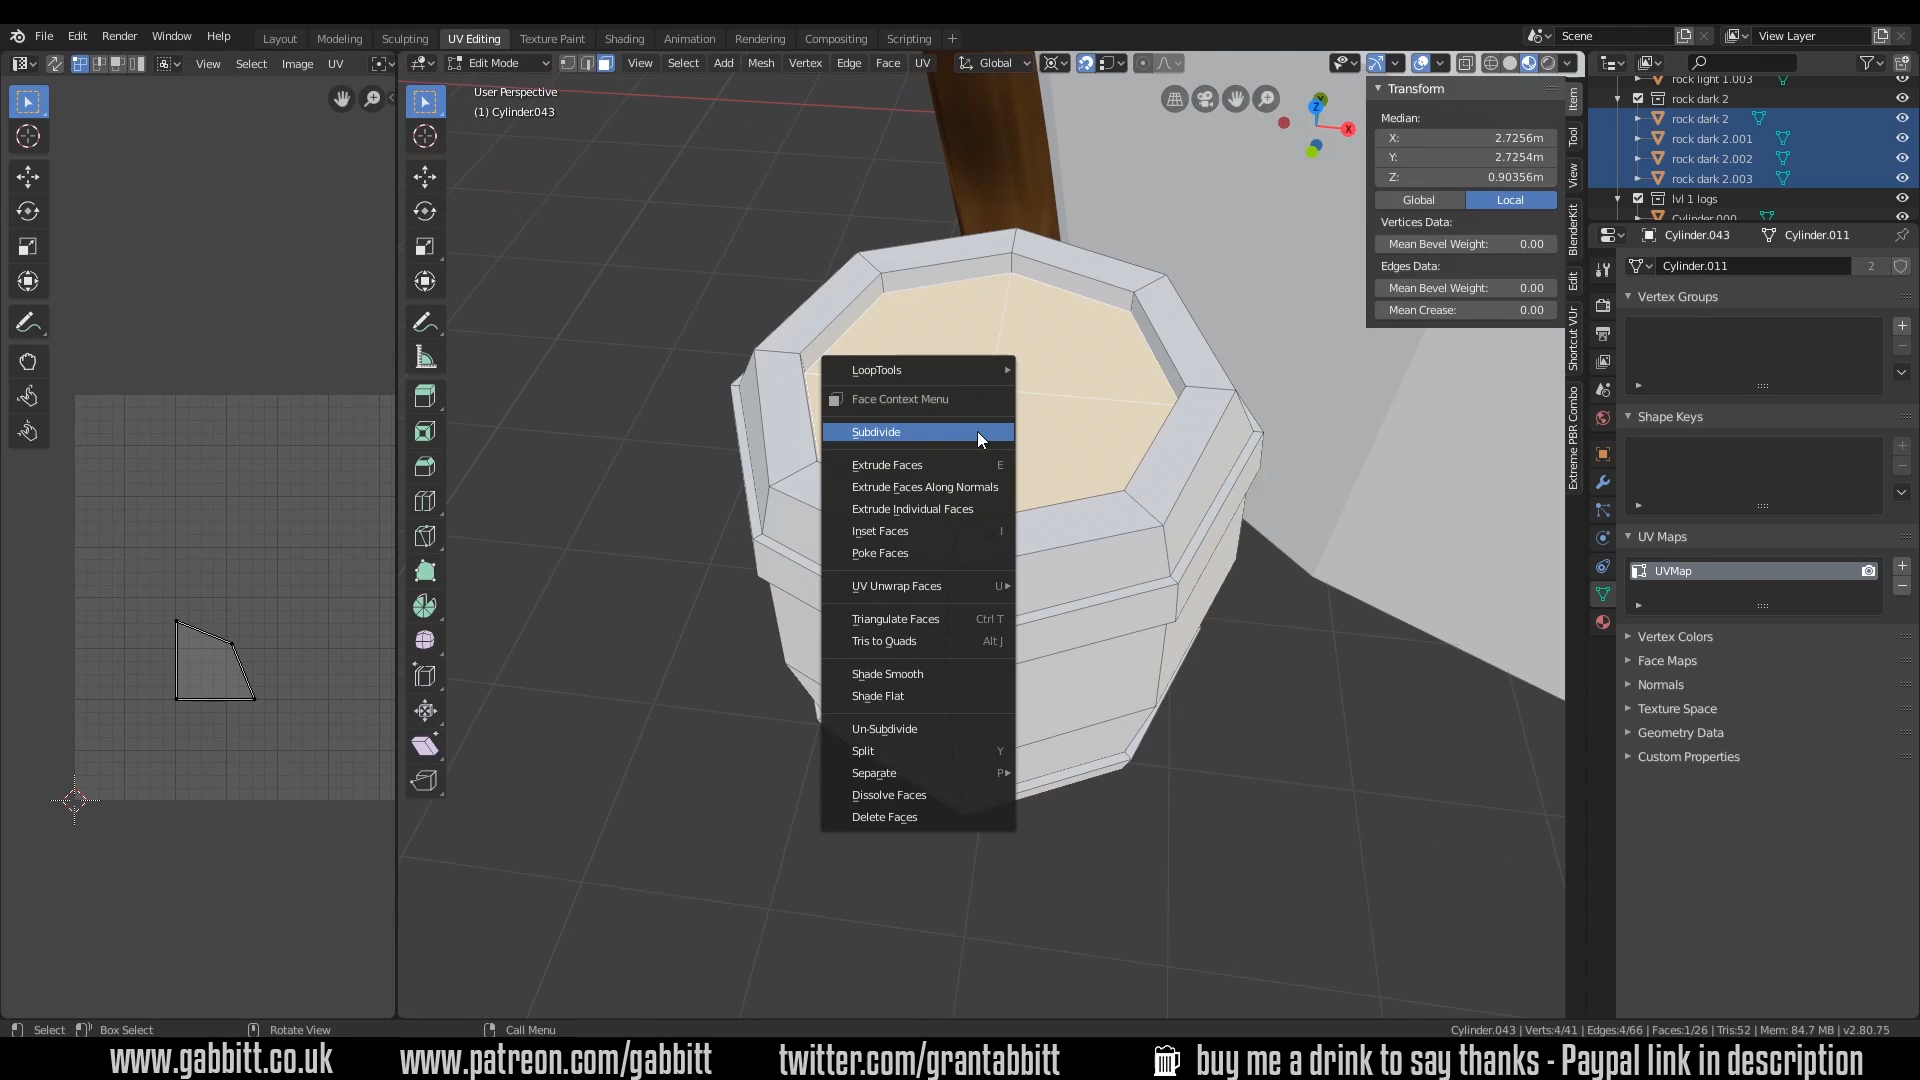 File Edit Render Window Help
Layout Modeling Sculpting UV Editing Texture Paint Shading Animation Rendering Compositing Scripting +
Scene
View Layer
View Select Image UV
Edit Mode
View Select Add Mesh Vertex Edge Face UV
Global
User Perspective
(1) Cylinder.043
Z
Y
X
Transform
Median:
X: 2.7256m
Y: 2.7254m
Z: 0.90356m
Global Local
Vertices Data:
Mean Bevel Weight: 0.00
Edges Data:
Mean Bevel Weight: 0.00
Mean Crease: 0.00
Item
Tool
View
BlenderKit
Edit
Shortcut VUr
Extreme PBR Combo
rock light 1.003
rock dark 2
rock dark 2
rock dark 2.001
rock dark 2.002
rock dark 2.003
lvl 1 logs
Cylinder.000
Cylinder.043 Cylinder.011
Cylinder.011 2
Vertex Groups
Shape Keys
UV Maps
UVMap
Vertex Colors
Face Maps
Normals
Texture Space
Geometry Data
Custom Properties
LoopTools
Face Context Menu
Subdivide
Extrude Faces E
Extrude Faces Along Normals
Extrude Individual Faces
Inset Faces I
Poke Faces
UV Unwrap Faces U
Triangulate Faces Ctrl T
Tris to Quads Alt J
Shade Smooth
Shade Flat
Un-Subdivide
Split Y
Separate P
Dissolve Faces
Delete Faces
Select Box Select Rotate View Call Menu
Cylinder.043 | Verts:4/41 | Edges:4/66 | Faces:1/26 | Tris:52 | Mem: 84.7 MB | v2.80.75
www.gabbitt.co.uk www.patreon.com/gabbitt twitter.com/grantabbitt buy me a drink to say thanks - Paypal link in description